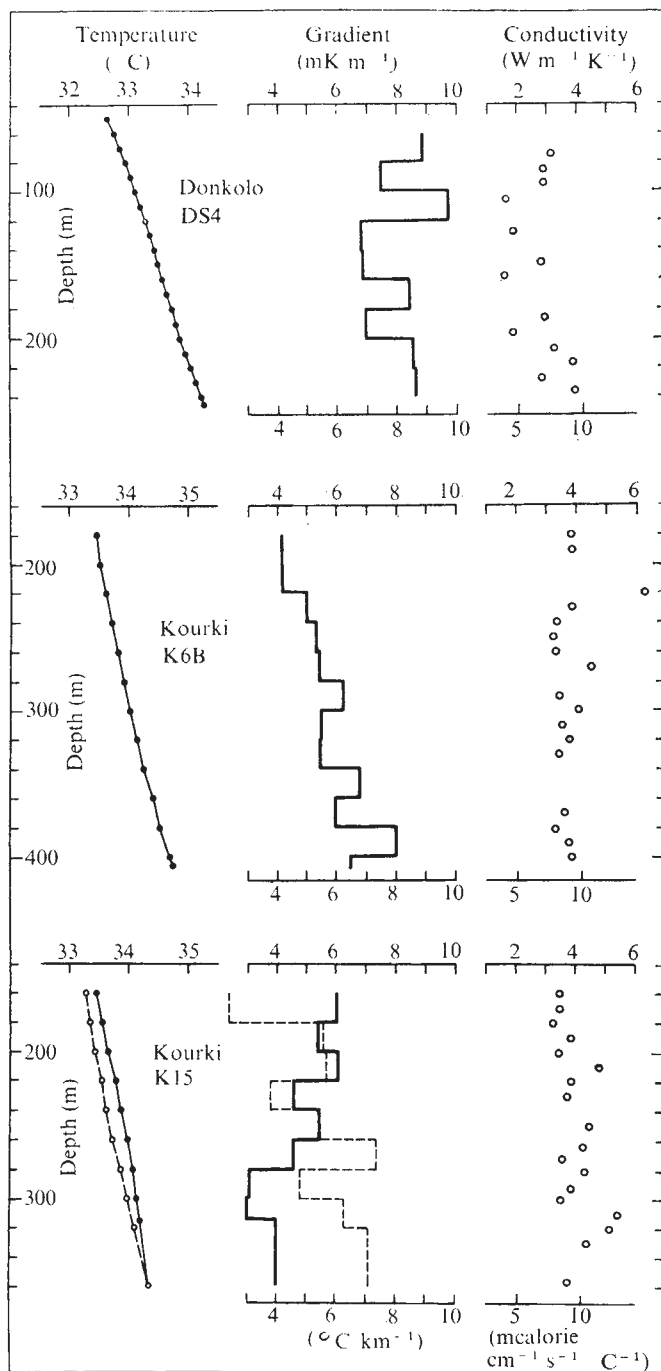 Temperature Gradient Conductivity
( C) (mK m⁻¹) (W m⁻¹ K⁻¹)
32 33 34 4 6 8 10 2 4 6
100
Donkolo
DS4
Depth (m)
200
4 6 8 10 5 10
33 34 35 4 6 8 10 2 4 6
200
Kourki
K6B
Depth (m)
300
400
4 6 8 10 5 10
33 34 35 4 6 8 10 2 4 6
200
Kourki
K15
Depth (m)
300
4 6 8 10 5 10
(°C km⁻¹) (mcalorie
cm⁻¹ s⁻¹ C⁻¹)